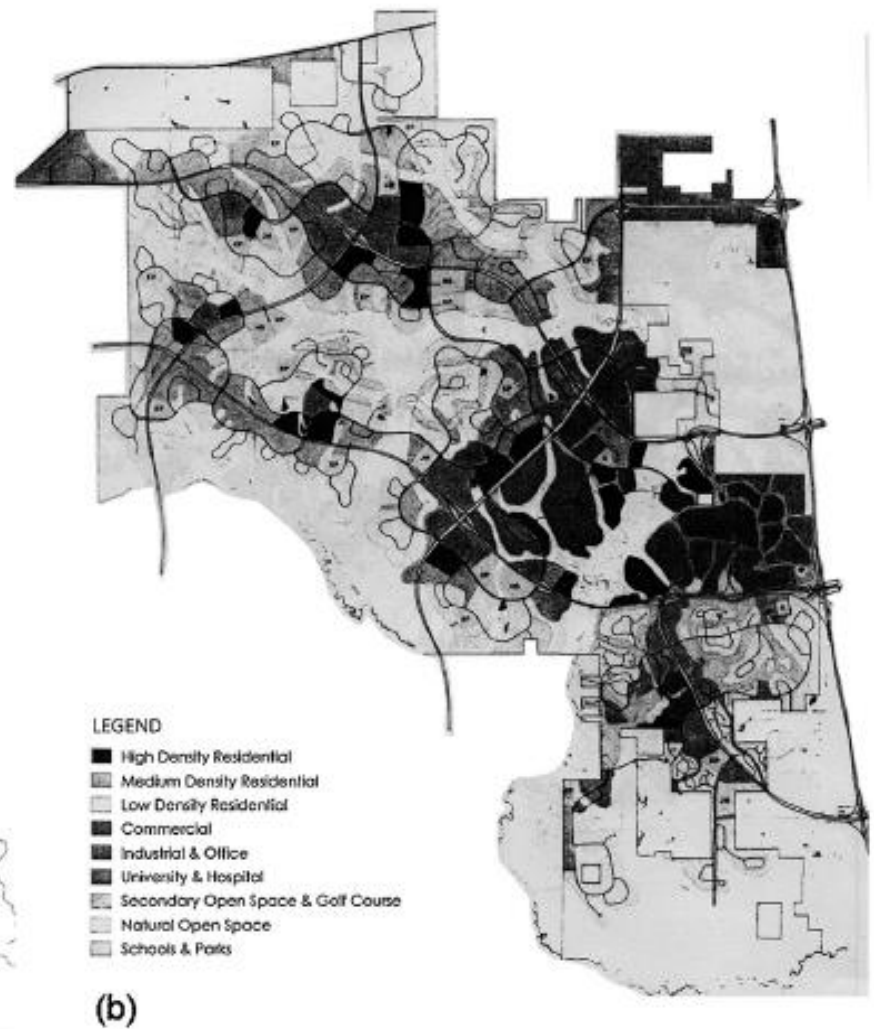 LEGEND
High Density Residential
Medium Density Residential
Low Density Residential
Commercial
Industrial & Office
University & Hospital
Secondary Open Space & Golf Course
Natural Open Space
Schools & Parks
(b)